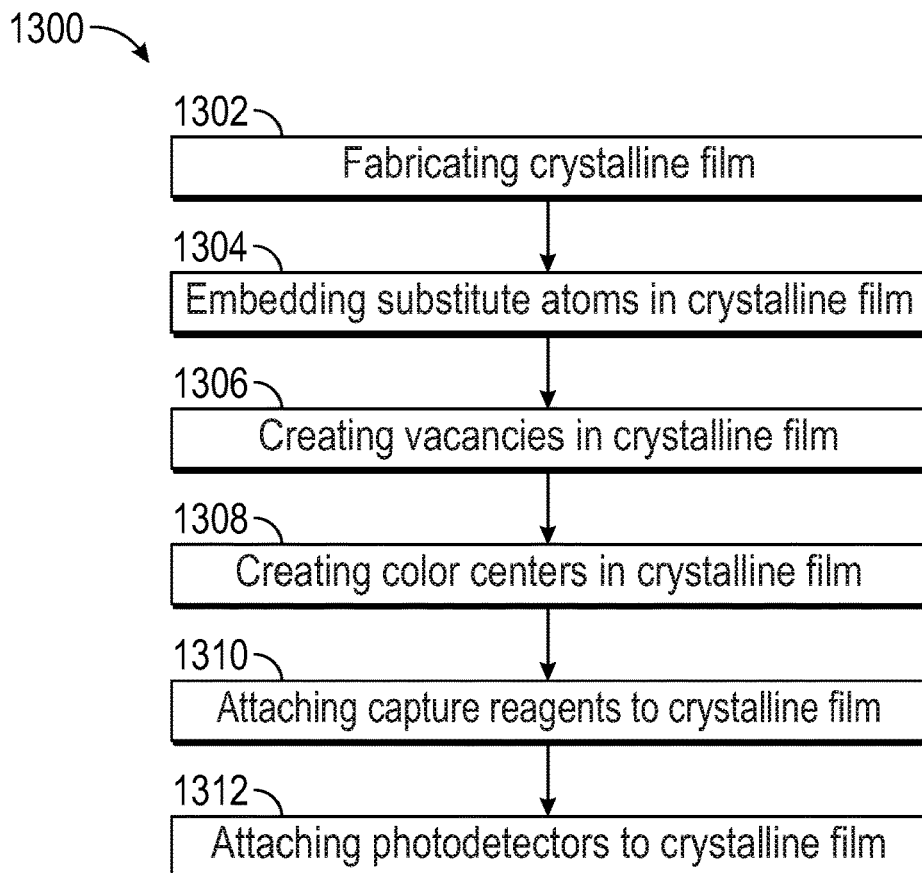 1300
1302
Fabricating crystalline film
1304
Embedding substitute atoms in crystalline film
1306
Creating vacancies in crystalline film
1308
Creating color centers in crystalline film
1310
Attaching capture reagents to crystalline film
1312
Attaching photodetectors to crystalline film